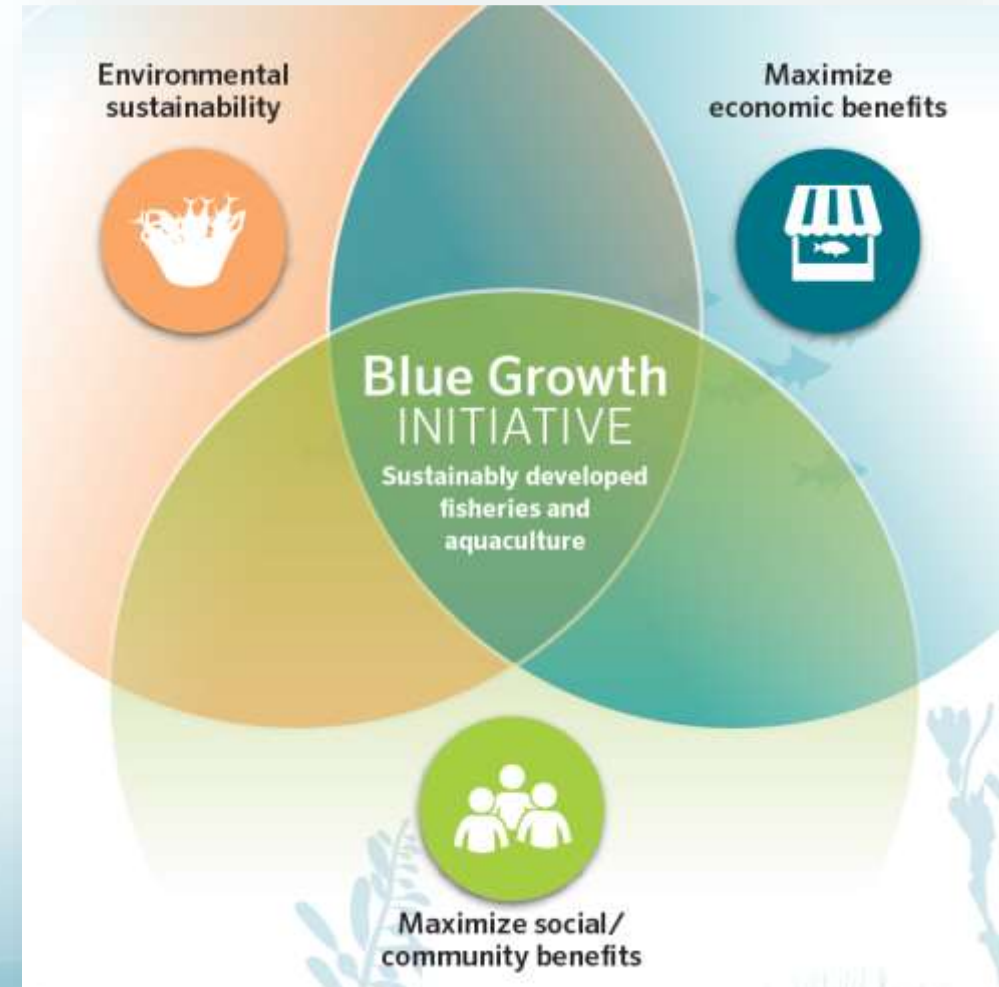 Environmental
sustainability
Maximize
economic benefits
Blue Growth
INITIATIVE
Sustainably developed
fisheries and
aquaculture
Maximize social/
community benefits